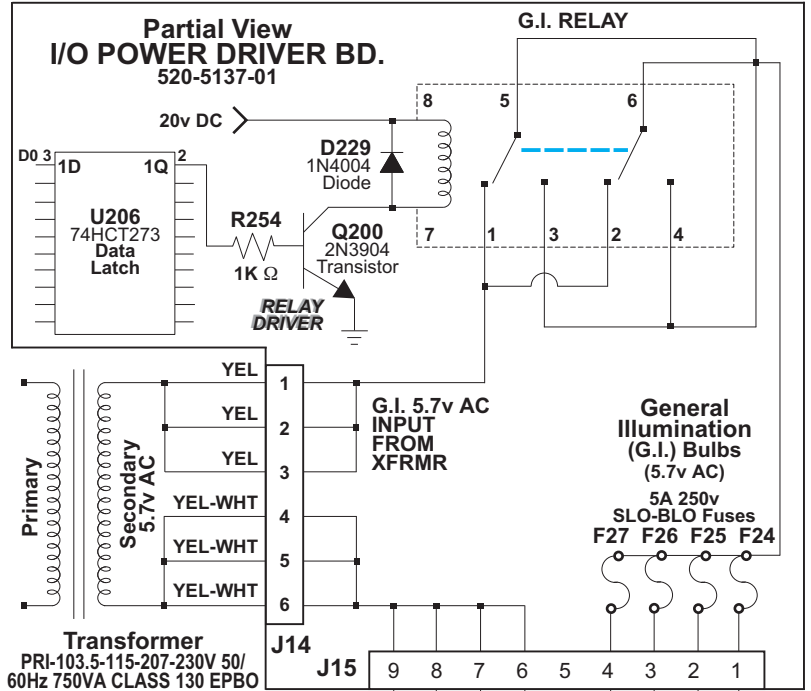 Partial View
I/O POWER DRIVER BD.
520-5137-01
G.I. RELAY
20v DC
8
5
6
D229
1N4004
Diode
D0 3
1D
1Q
2
U206
74HCT273
Data
Latch
R254
1K Ω
Q200
2N3904
Transistor
RELAY
DRIVER
7
1
3
2
4
YEL
1
YEL
2
YEL
3
YEL-WHT
4
YEL-WHT
5
YEL-WHT
6
G.I. 5.7v AC
INPUT
FROM
XFRMR
Primary
Secondary
5.7v AC
General
Illumination
(G.I.) Bulbs
(5.7v AC)
5A 250v
SLO-BLO Fuses
F27 F26 F25 F24
Transformer
PRI-103.5-115-207-230V 50/
60Hz 750VA CLASS 130 EPBO
J14
J15
9 8 7 6 5 4 3 2 1